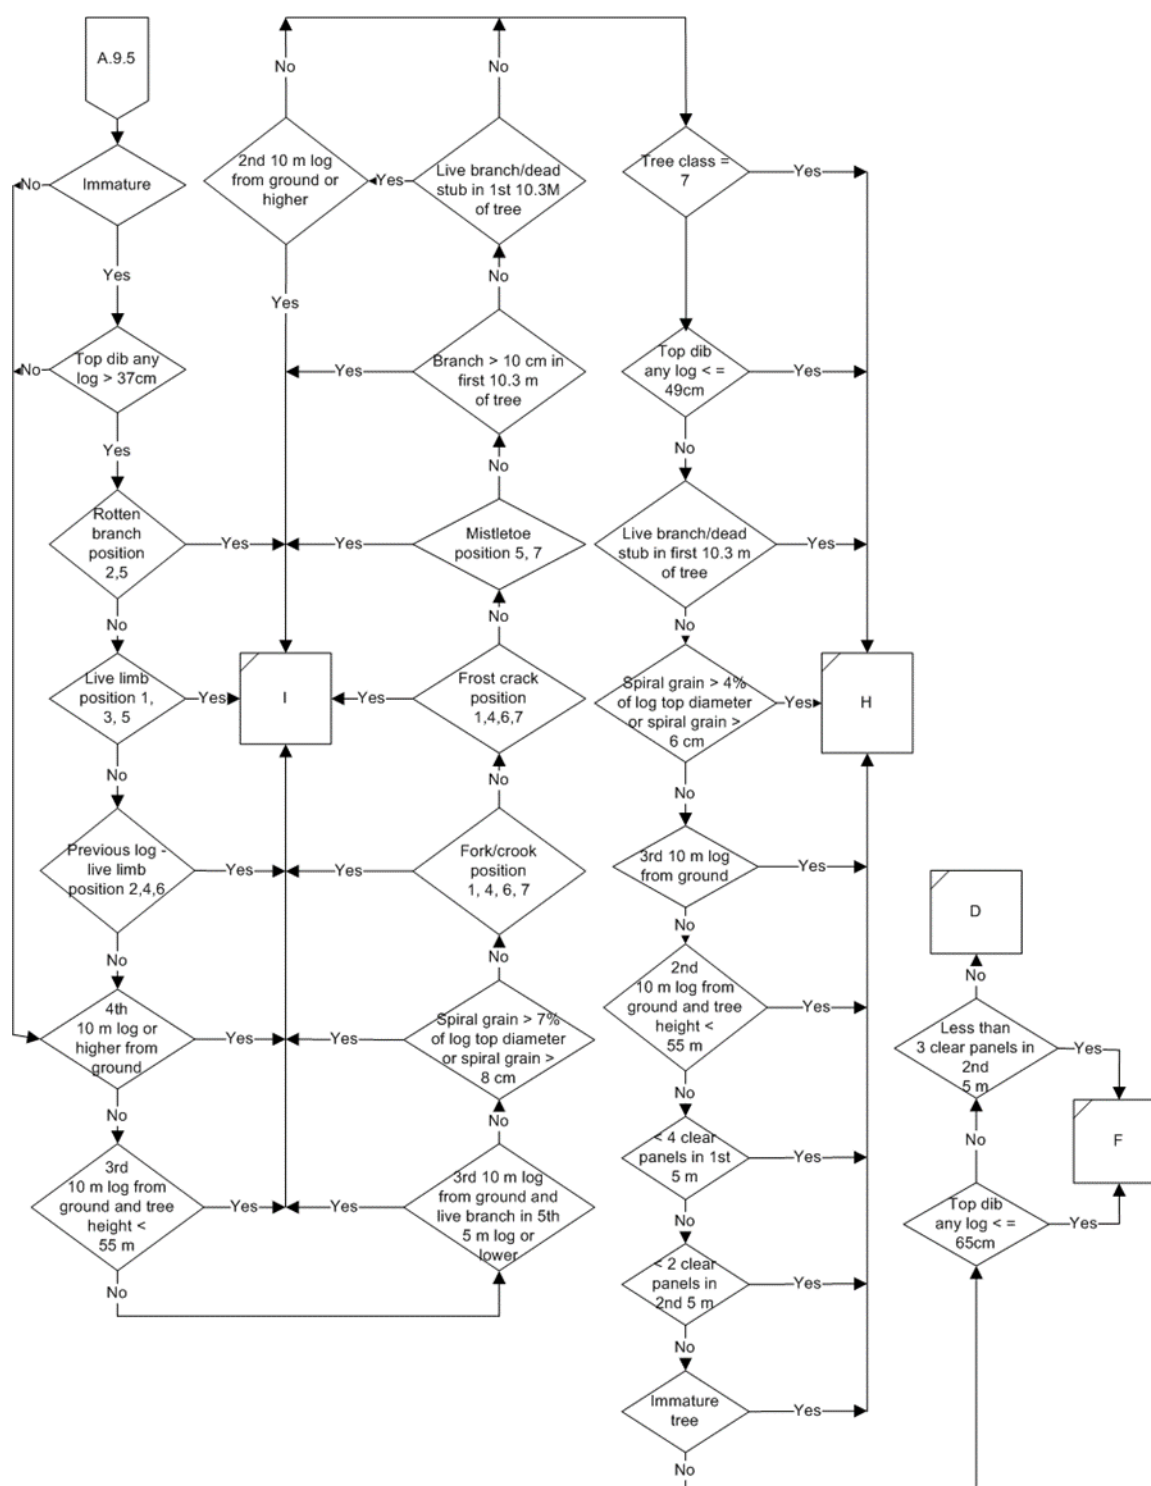 A.9.5
Immature
No
Yes
Top dib any
log > 37cm
No
Yes
Rotten
branch
position
2,5
Yes
No
Live limb
position 1,
3, 5
Yes
No
Previous log -
live limb
position 2,4,6
Yes
No
4th
10 m log or
higher from
ground
Yes
No
3rd
10 m log from
ground and tree
height <
55 m
Yes
No
I
3rd 10 m log
from ground and
live branch in 5th
5 m log or
lower
Yes
No
Spiral grain > 7%
of log top diameter
or spiral grain >
8 cm
Yes
No
Fork/crook
position
1, 4, 6, 7
Yes
No
Frost crack
position
1,4,6,7
Yes
No
Mistletoe
position 5, 7
Yes
No
Branch > 10 cm in
first 10.3 m
of tree
Yes
No
Live branch/dead
stub in 1st 10.3M
of tree
Yes
No
2nd 10 m log
from ground or
higher
No
Yes
Tree class =
7
Yes
Top dib
any log < =
49cm
Yes
No
Live branch/dead
stub in first 10.3 m
of tree
Yes
No
Spiral grain > 4%
of log top diameter
or spiral grain >
6 cm
Yes
No
H
3rd 10 m log
from ground
Yes
No
2nd
10 m log from
ground and tree
height <
55 m
Yes
No
< 4 clear
panels in 1st
5 m
Yes
No
< 2 clear
panels in
2nd 5 m
Yes
No
Immature
tree
Yes
No
Top dib
any log < =
65cm
Yes
No
Less than
3 clear panels in
2nd
5 m
Yes
No
D
F